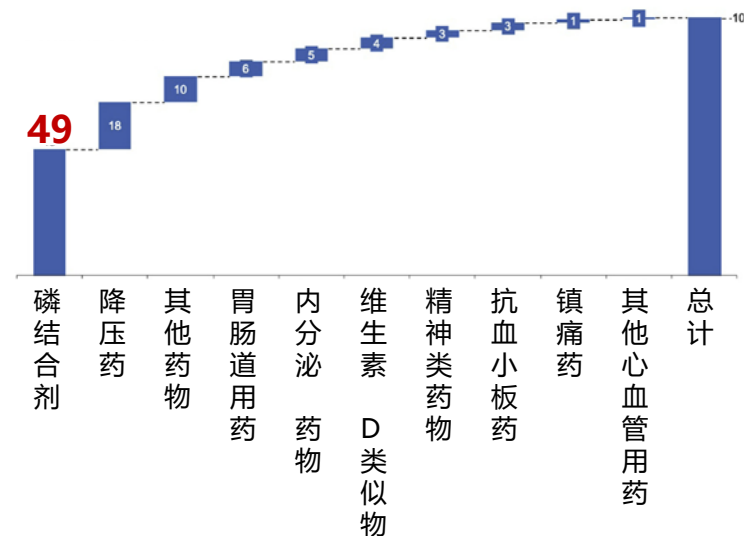 49
18
10
6
5
4
3
3
1
1
10
磷结合剂
降压药
其他药物
胃肠道用药
内分泌 药物
维生素 D类似物
精神类药物
抗血小板药
镇痛药
其他心血管用药
总计